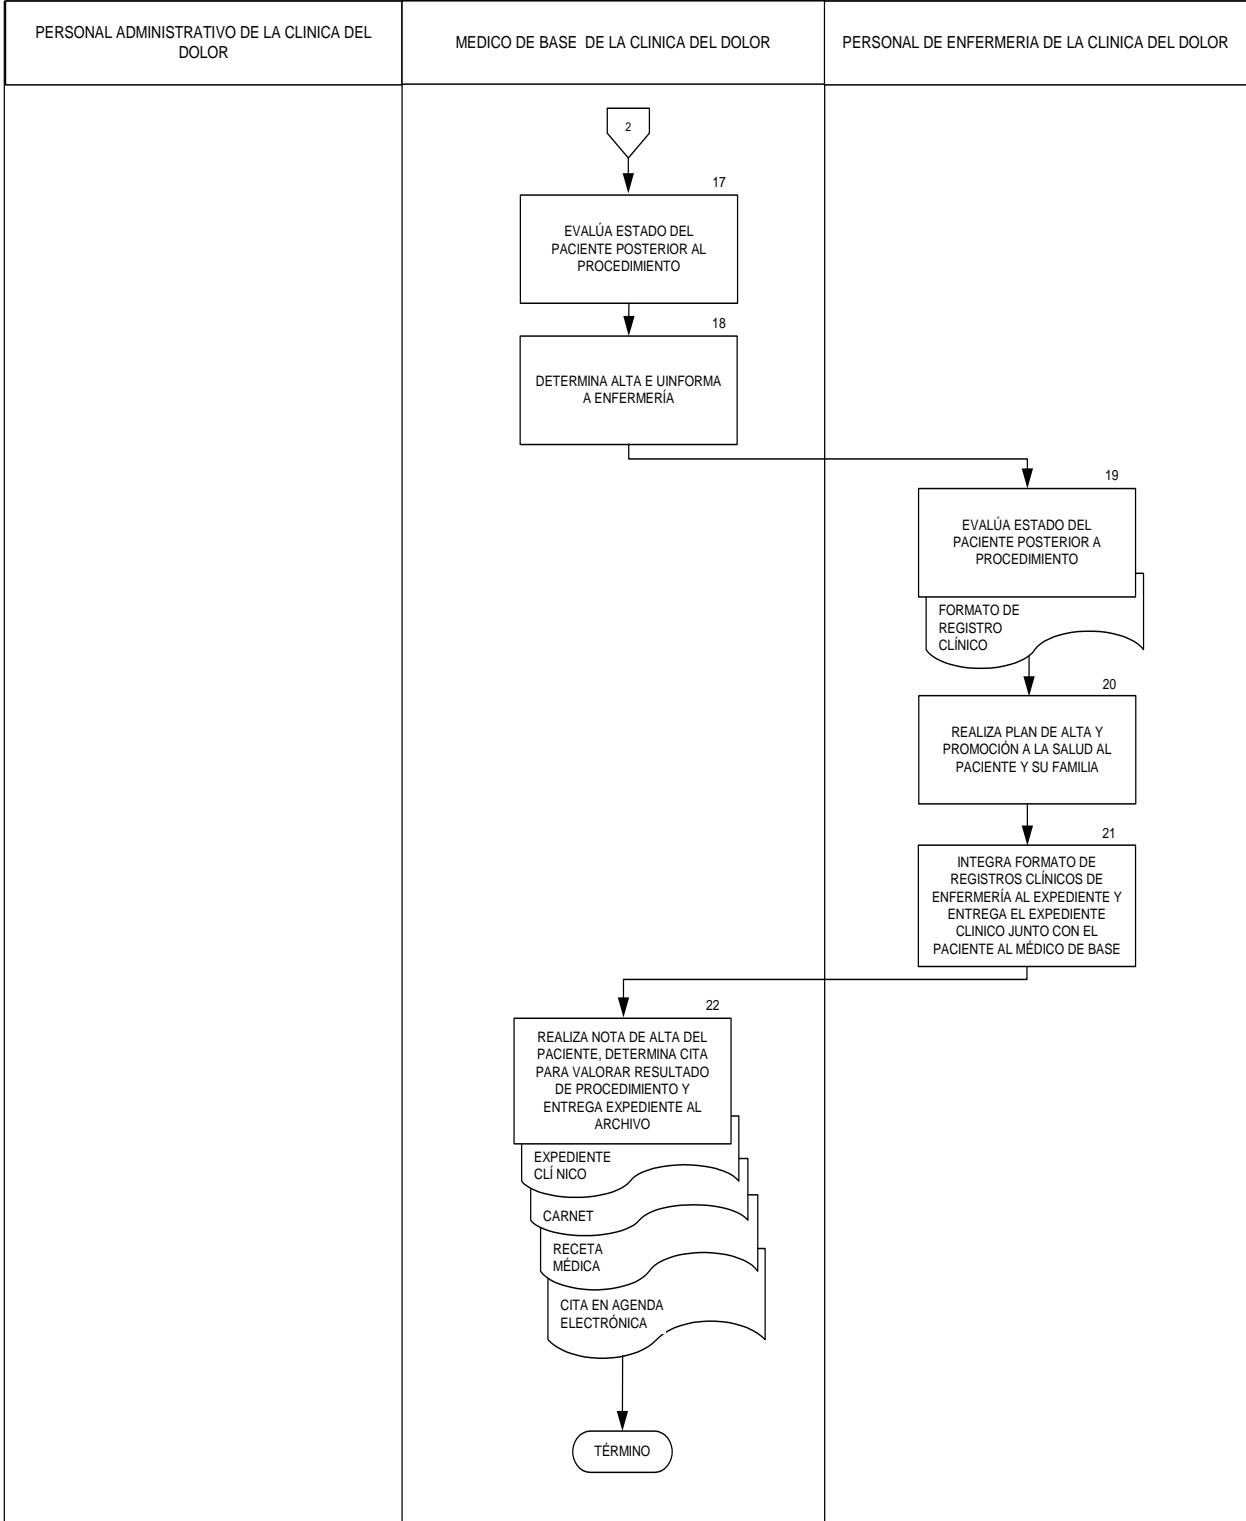 PERSONAL ADMINISTRATIVO DE LA CLINICA DEL
DOLOR
MEDICO DE BASE DE LA CLINICA DEL DOLOR
PERSONAL DE ENFERMERIA DE LA CLINICA DEL DOLOR
2
17
EVALÚA ESTADO DEL
PACIENTE POSTERIOR AL
PROCEDIMIENTO
18
DETERMINA ALTA E UINFORMA
A ENFERMERÍA
19
EVALÚA ESTADO DEL
PACIENTE POSTERIOR A
PROCEDIMIENTO
FORMATO DE
REGISTRO
CLÍNICO
20
REALIZA PLAN DE ALTA Y
PROMOCIÓN A LA SALUD AL
PACIENTE Y SU FAMILIA
21
INTEGRA FORMATO DE
REGISTROS CLÍNICOS DE
ENFERMERÍA AL EXPEDIENTE Y
ENTREGA EL EXPEDIENTE
CLINICO JUNTO CON EL
PACIENTE AL MÉDICO DE BASE
22
REALIZA NOTA DE ALTA DEL
PACIENTE, DETERMINA CITA
PARA VALORAR RESULTADO
DE PROCEDIMIENTO Y
ENTREGA EXPEDIENTE AL
ARCHIVO
EXPEDIENTE
CLÍ NICO
CARNET
RECETA
MÉDICA
CITA EN AGENDA
ELECTRÓNICA
TÉRMINO